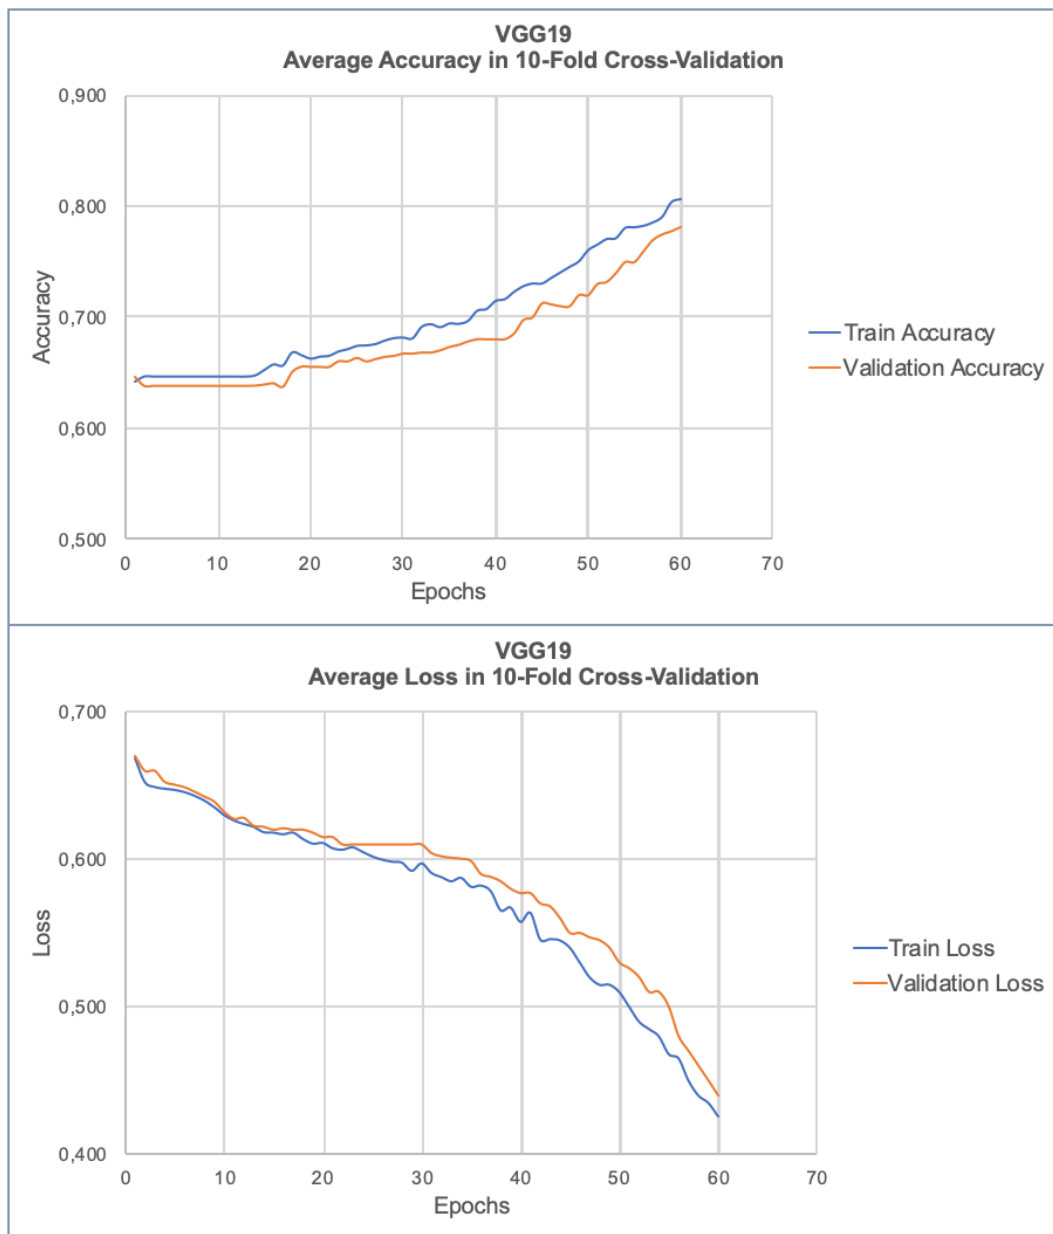 VGG19
Average Accuracy in 10-Fold Cross-Validation
0,900
0,800
0,700
0,600
0,500
Accuracy
0 10 20 30 40 50 60 70
Epochs
Train Accuracy
Validation Accuracy
VGG19
Average Loss in 10-Fold Cross-Validation
0,700
0,600
0,500
0,400
Loss
0 10 20 30 40 50 60 70
Epochs
Train Loss
Validation Loss